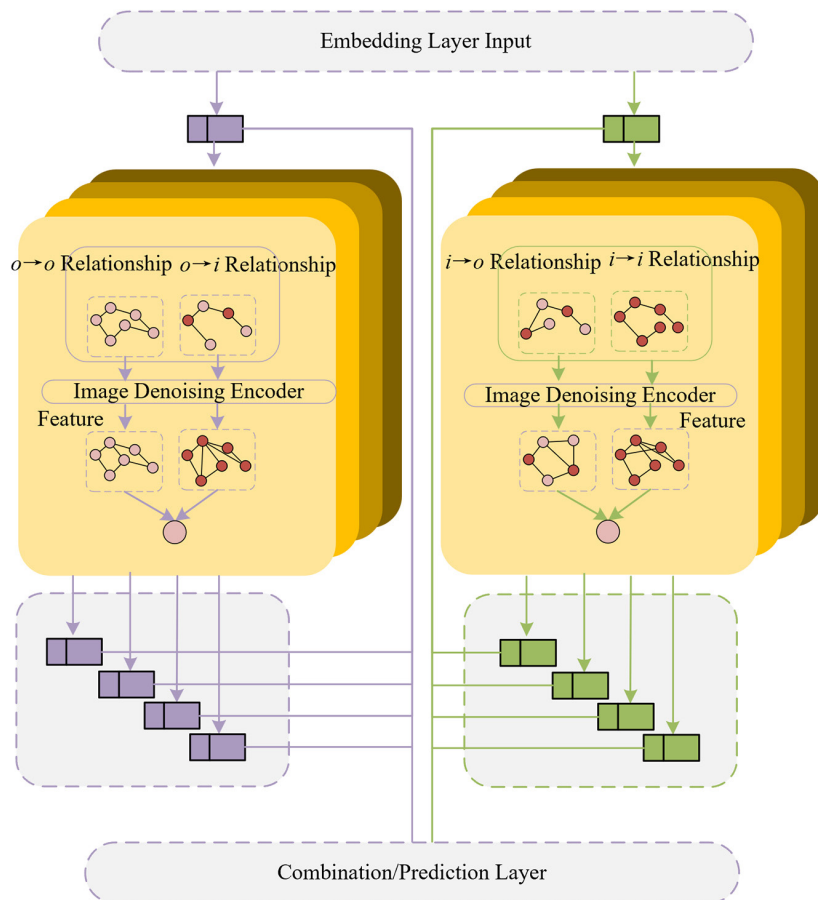 Embedding Layer Input
o→o Relationship o→i Relationship
i→o Relationship i→i Relationship
Image Denoising Encoder
Feature
Image Denoising Encoder
Feature
Combination/Prediction Layer